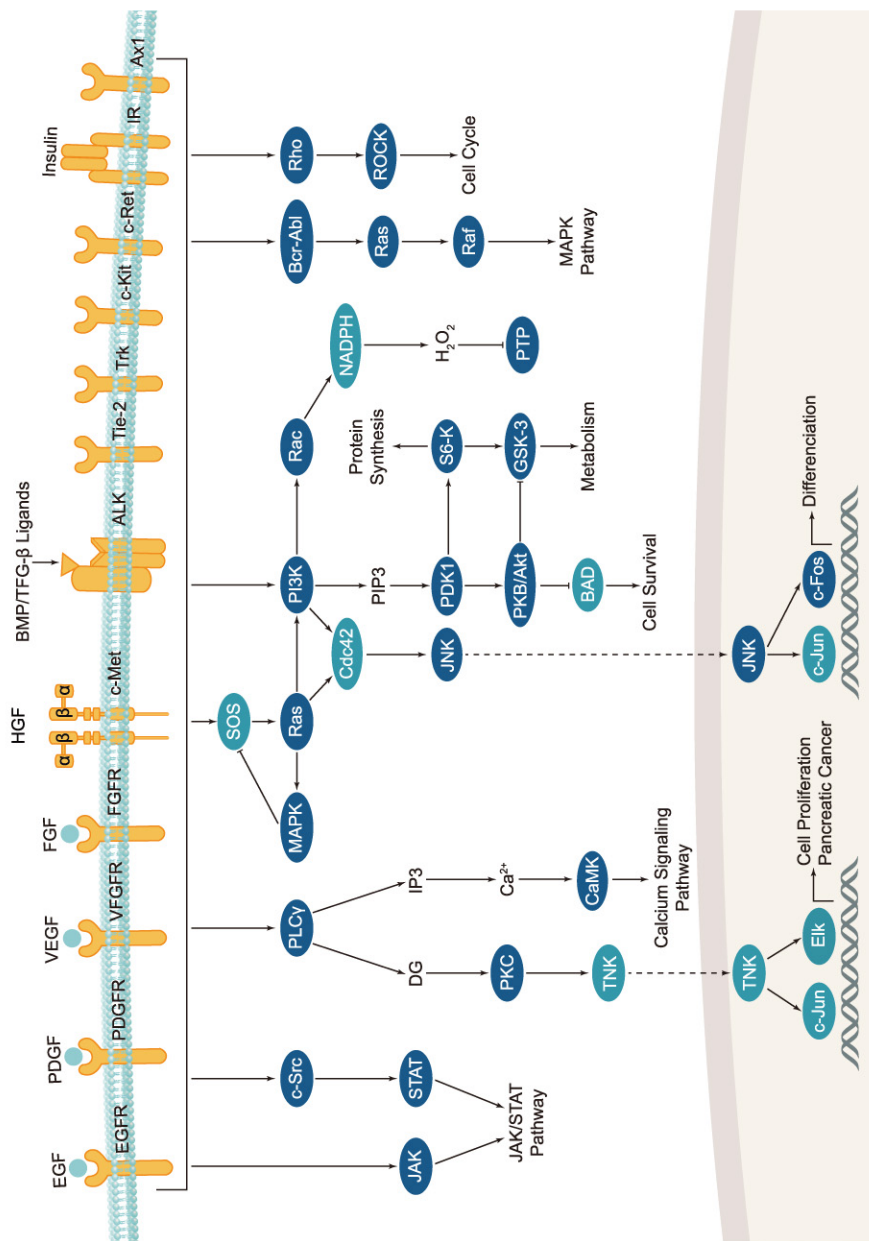 EGF
PDGF
VEGF
FGF
HGF
BMP/TFG-β Ligands
Insulin
α
β
β
α
EGFR
PDGFR
VFGFR
FGFR
c-Met
ALK
Tie-2
Trk
c-Kit
c-Ret
IR
Ax1
SOS
c-Src
PLCγ
MAPK
Ras
PI3K
Rac
Bcr-Abl
Rho
Cdc42
NADPH
Ras
ROCK
JAK
STAT
DG
IP3
PIP3
Protein
Synthesis
JNK
PDK1
S6-K
H₂O₂
Raf
Cell Cycle
PKC
Ca²⁺
JAK/STAT
Pathway
PKB/Akt
GSK-3
PTP
MAPK
Pathway
TNK
CaMK
BAD
Metabolism
Calcium Signaling
Pathway
Cell Survival
TNK
JNK
c-Jun
Elk
Cell Proliferation
Pancreatic Cancer
c-Jun
c-Fos
Differenciation